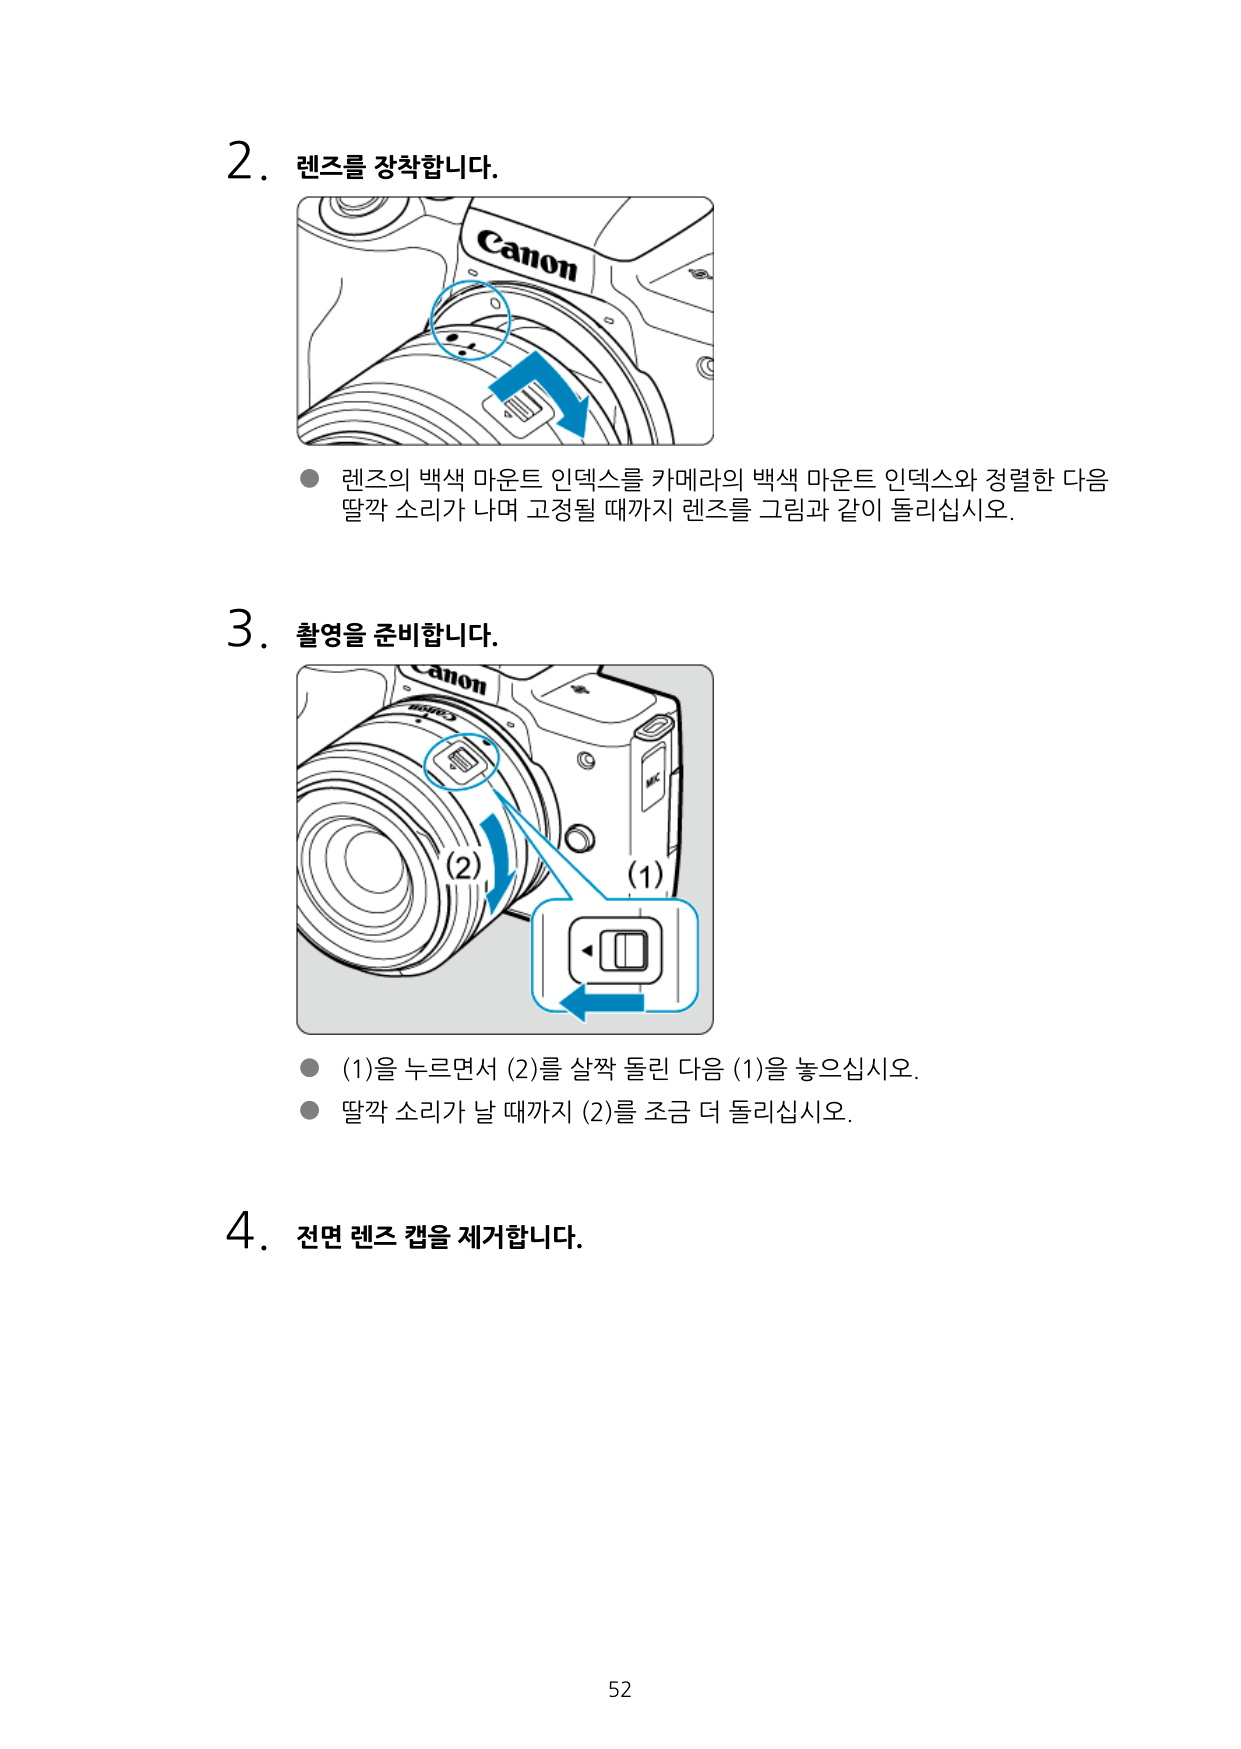 2. 렌즈를 장착합니다.
Canon
● 렌즈의 백색 마운트 인덱스를 카메라의 백색 마운트 인덱스와 정렬한 다음
딸깍 소리가 나며 고정될 때까지 렌즈를 그림과 같이 돌리십시오.
3. 촬영을 준비합니다.
Canon
Canon
MIC
(2)
(1)
● (1)을 누르면서 (2)를 살짝 돌린 다음 (1)을 놓으십시오.
● 딸깍 소리가 날 때까지 (2)를 조금 더 돌리십시오.
4. 전면 렌즈 캡을 제거합니다.
52